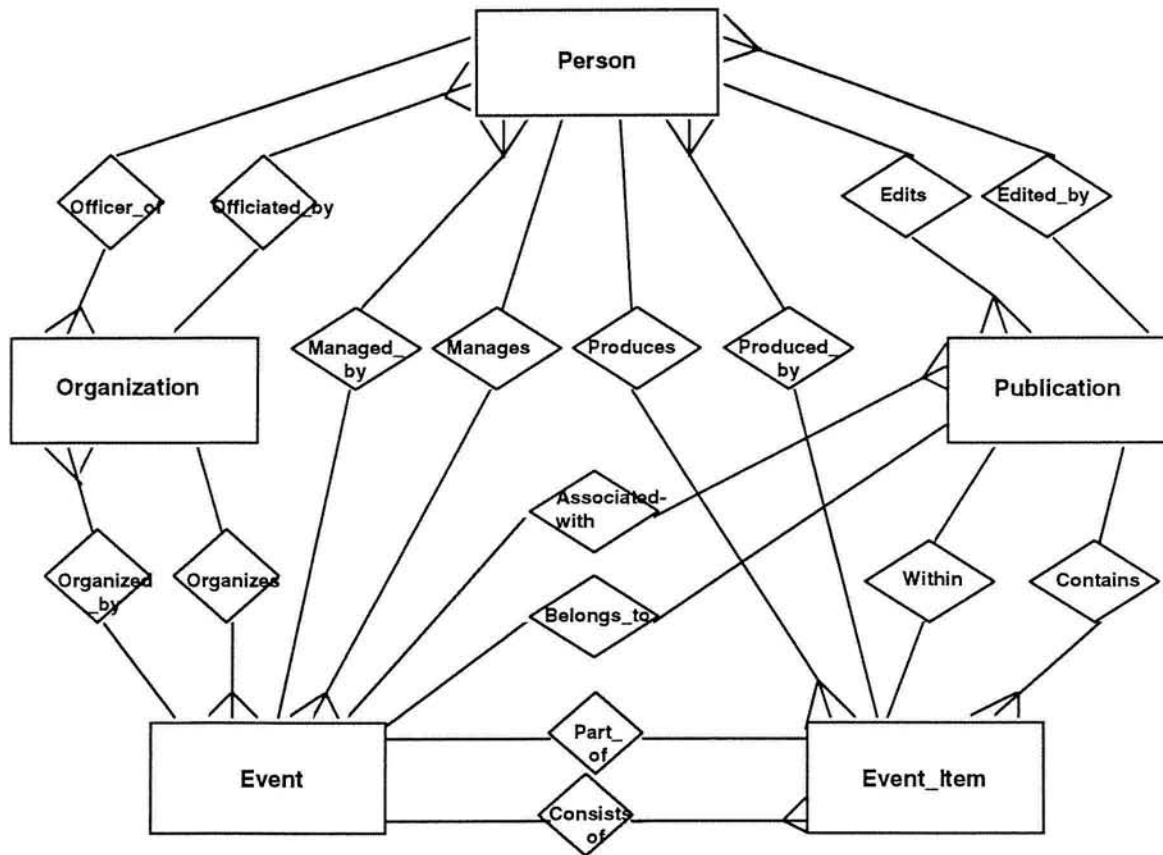 Person
Officer_of
Officiated_by
Edits
Edited_by
Organization
Managed_
by
Manages
Produces
Produced_
by
Publication
Associated-
with
Organized
_by
Organizes
Belongs_to
Within
Contains
Event
Part_
of
Consists
of
Event_Item